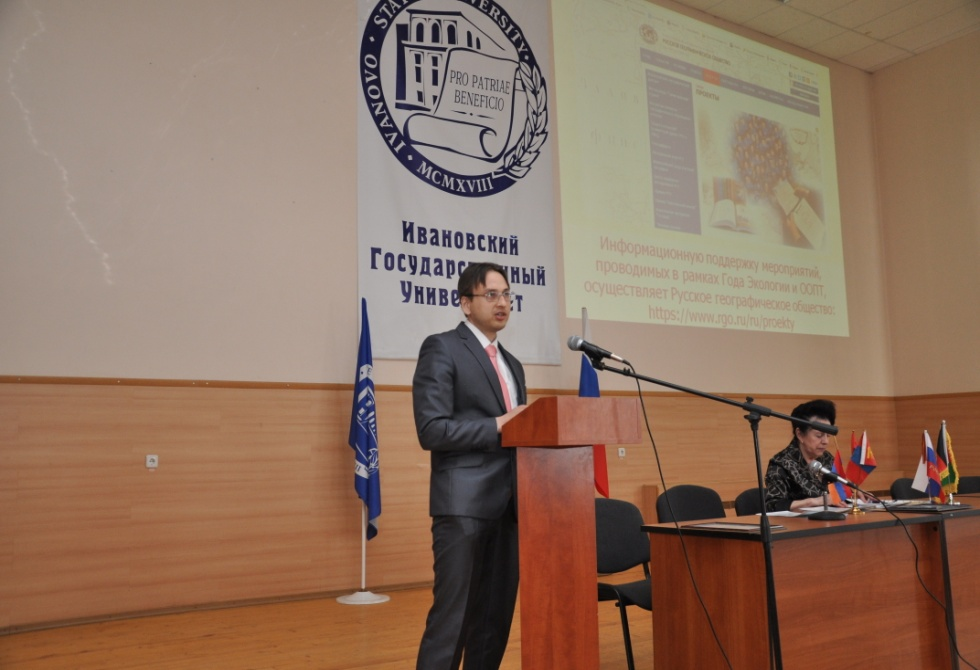 IVANOVO · STATE UNIVERSITY ·
PRO PATRIAE
BENEFICIO
MCMXVIII
Ивановский
Государственный
Университет
ПРОЕКТЫ
Информационную поддержку мероприятий,
проводимых в рамках Года Экологии и ООПТ,
осуществляет Русское географическое общество:
https://www.rgo.ru/ru/proekty